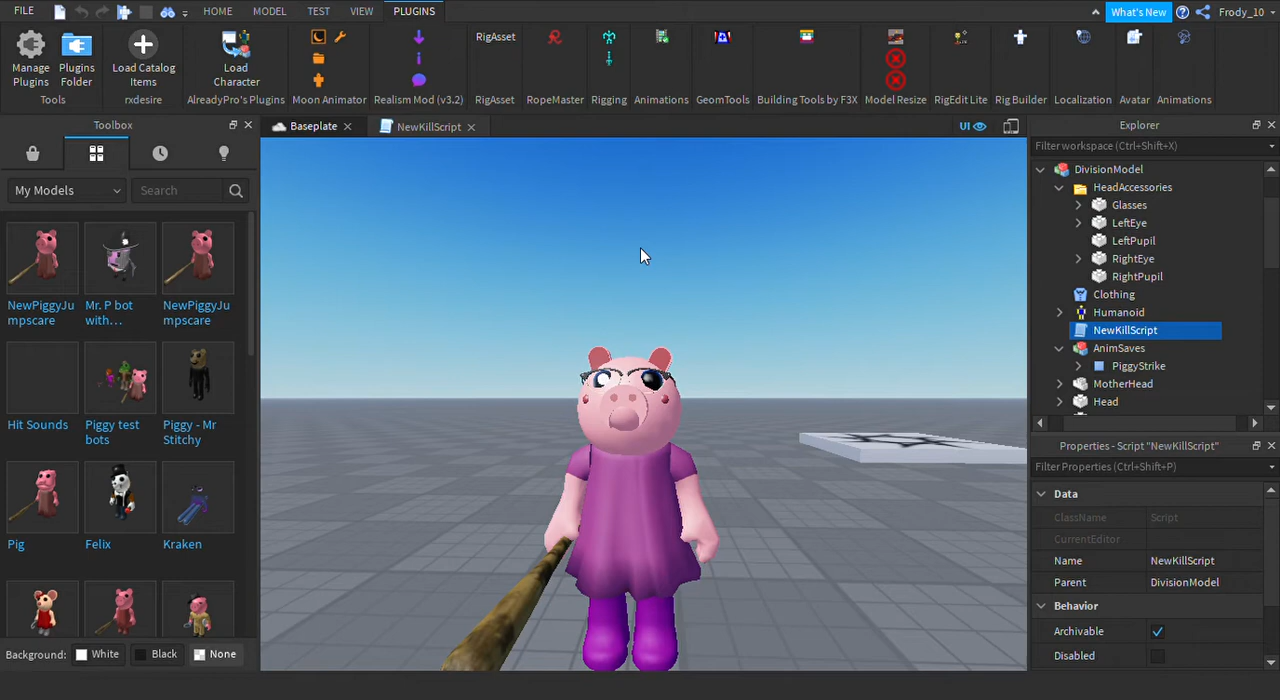 FILE HOME MODEL TEST VIEW PLUGINS What's New Frody_10
Manage Plugins
Plugins Folder
Tools
Load Catalog Items
rxdesire
Load Character
AlreadyPro's Plugins
Moon Animator
Realism Mod (v3.2)
RigAsset
RigAsset
RopeMaster
Rigging
Animations
GeomTools
Building Tools by F3X
Model Resize
RigEdit Lite
Rig Builder
Localization
Avatar
Animations
Toolbox
My Models
Search
NewPiggyJu
mpscare
Mr. P bot
with...
NewPiggyJu
mpscare
Hit Sounds
Piggy test
bots
Piggy - Mr
Stitchy
Pig
Felix
Kraken
Background: White Black None
Baseplate
NewKillScript
UI
Explorer
Filter workspace (Ctrl+Shift+X)
DivisionModel
HeadAccessories
Glasses
LeftEye
LeftPupil
RightEye
RightPupil
Clothing
Humanoid
NewKillScript
AnimSaves
PiggyStrike
MotherHead
Head
Properties - Script "NewKillScript"
Filter Properties (Ctrl+Shift+P)
Data
ClassName Script
CurrentEditor
Name NewKillScript
Parent DivisionModel
Behavior
Archivable
Disabled